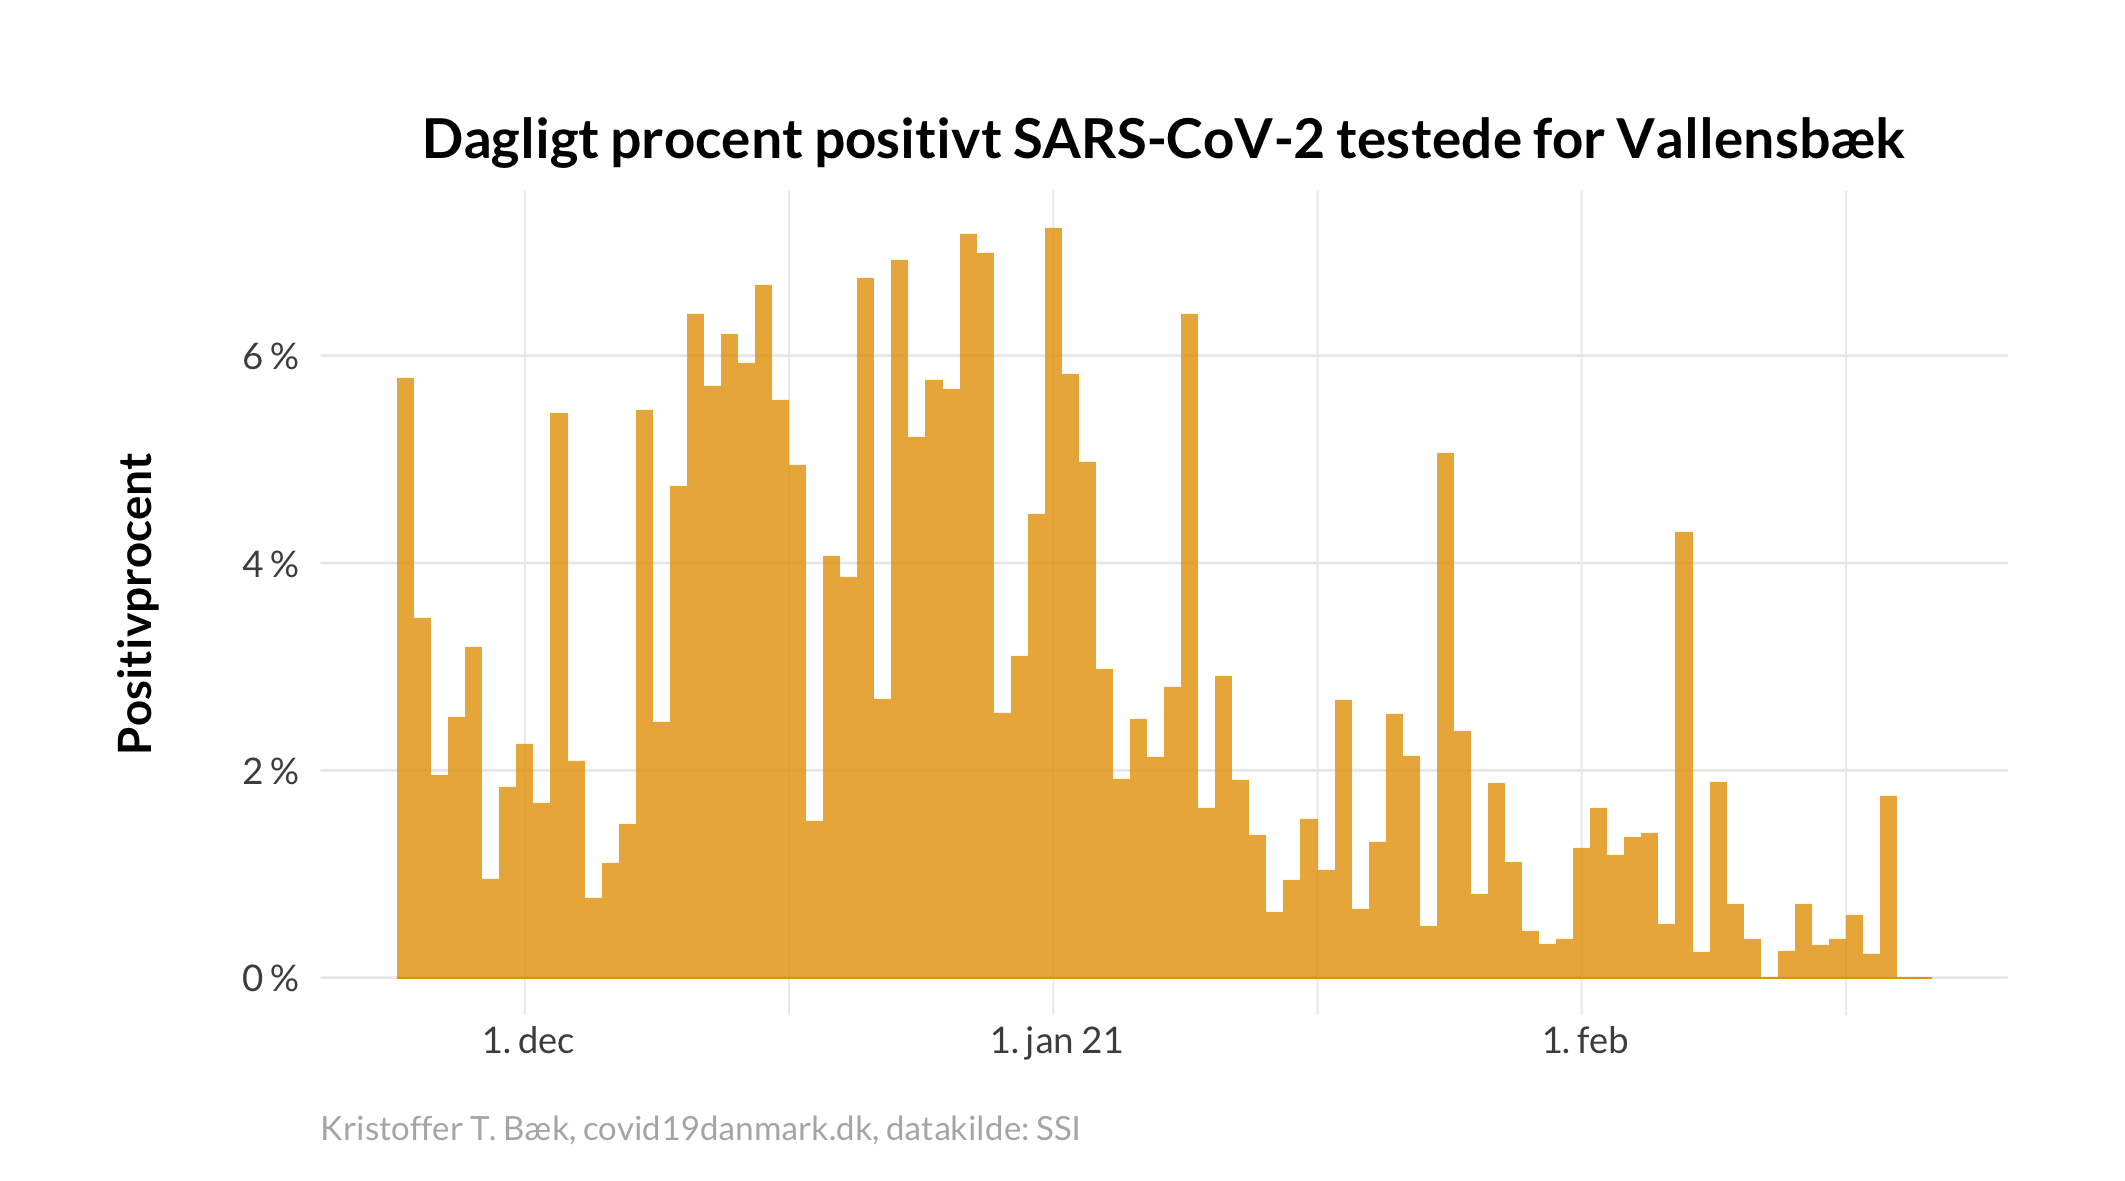 Dagligt procent positivt SARS-CoV-2 testede for Vallensbæk
Positivprocent
6 %
4 %
2 %
0 %
1. dec
1. jan 21
1. feb
Kristoffer T. Bæk, covid19danmark.dk, datakilde: SSI